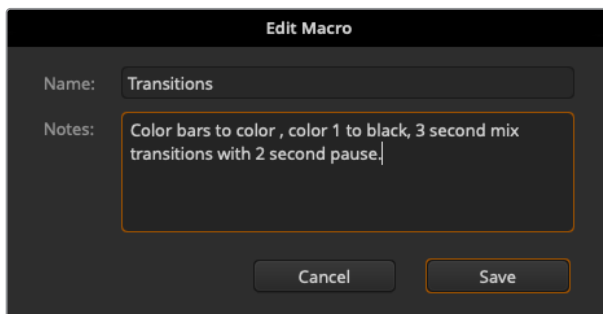 Edit Macro
Name: Transitions
Notes: Color bars to color , color 1 to black, 3 second mix
transitions with 2 second pause.
Cancel Save